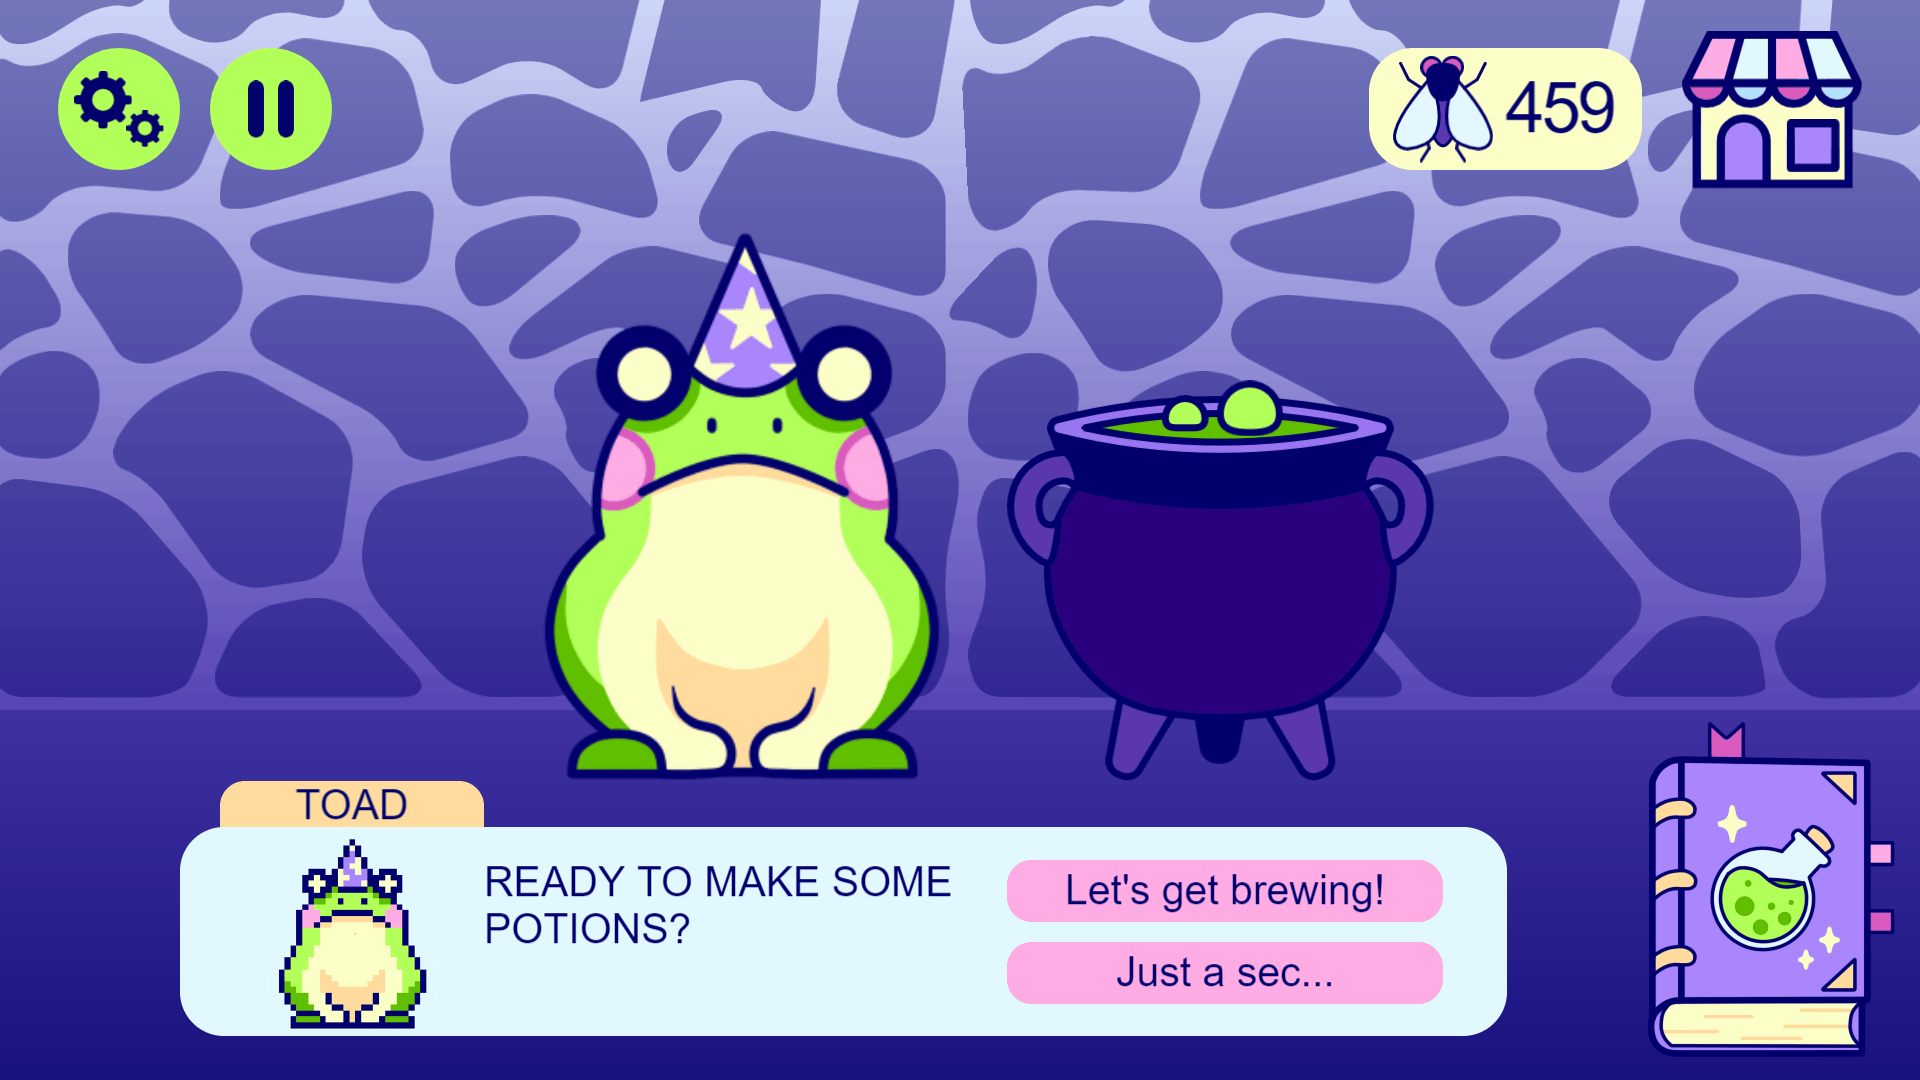 459
TOAD
READY TO MAKE SOME
POTIONS?
Let's get brewing!
Just a sec...